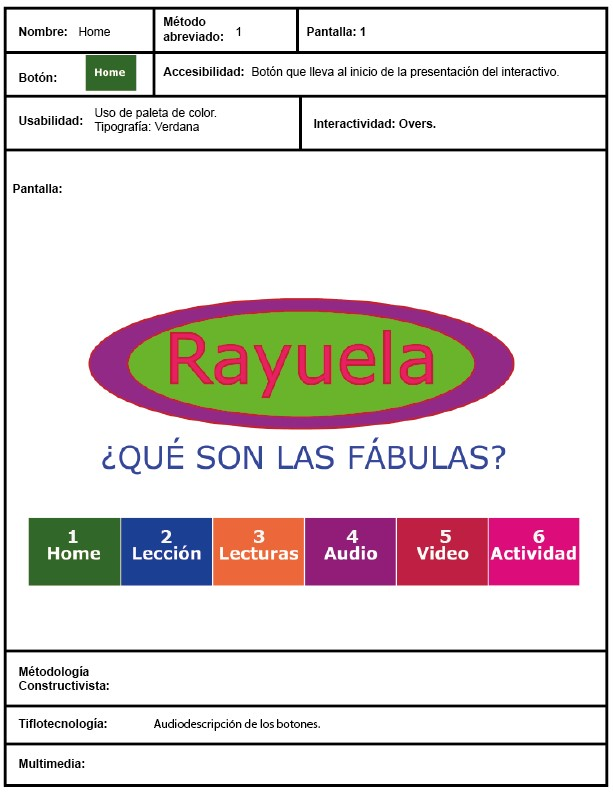 Nombre: Home
Método
abreviado: 1
Pantalla: 1
Botón: Home
Accesibilidad: Botón que lleva al inicio de la presentación del interactivo.
Usabilidad: Uso de paleta de color.
Tipografía: Verdana
Interactividad: Overs.
Pantalla:
Rayuela
¿QUÉ SON LAS FÁBULAS?
1 2 3 4 5 6
Home Lección Lecturas Audio Video Actividad
Métodología
Constructivista:
Tiflotecnología: Audiodescripción de los botones.
Multimedia: